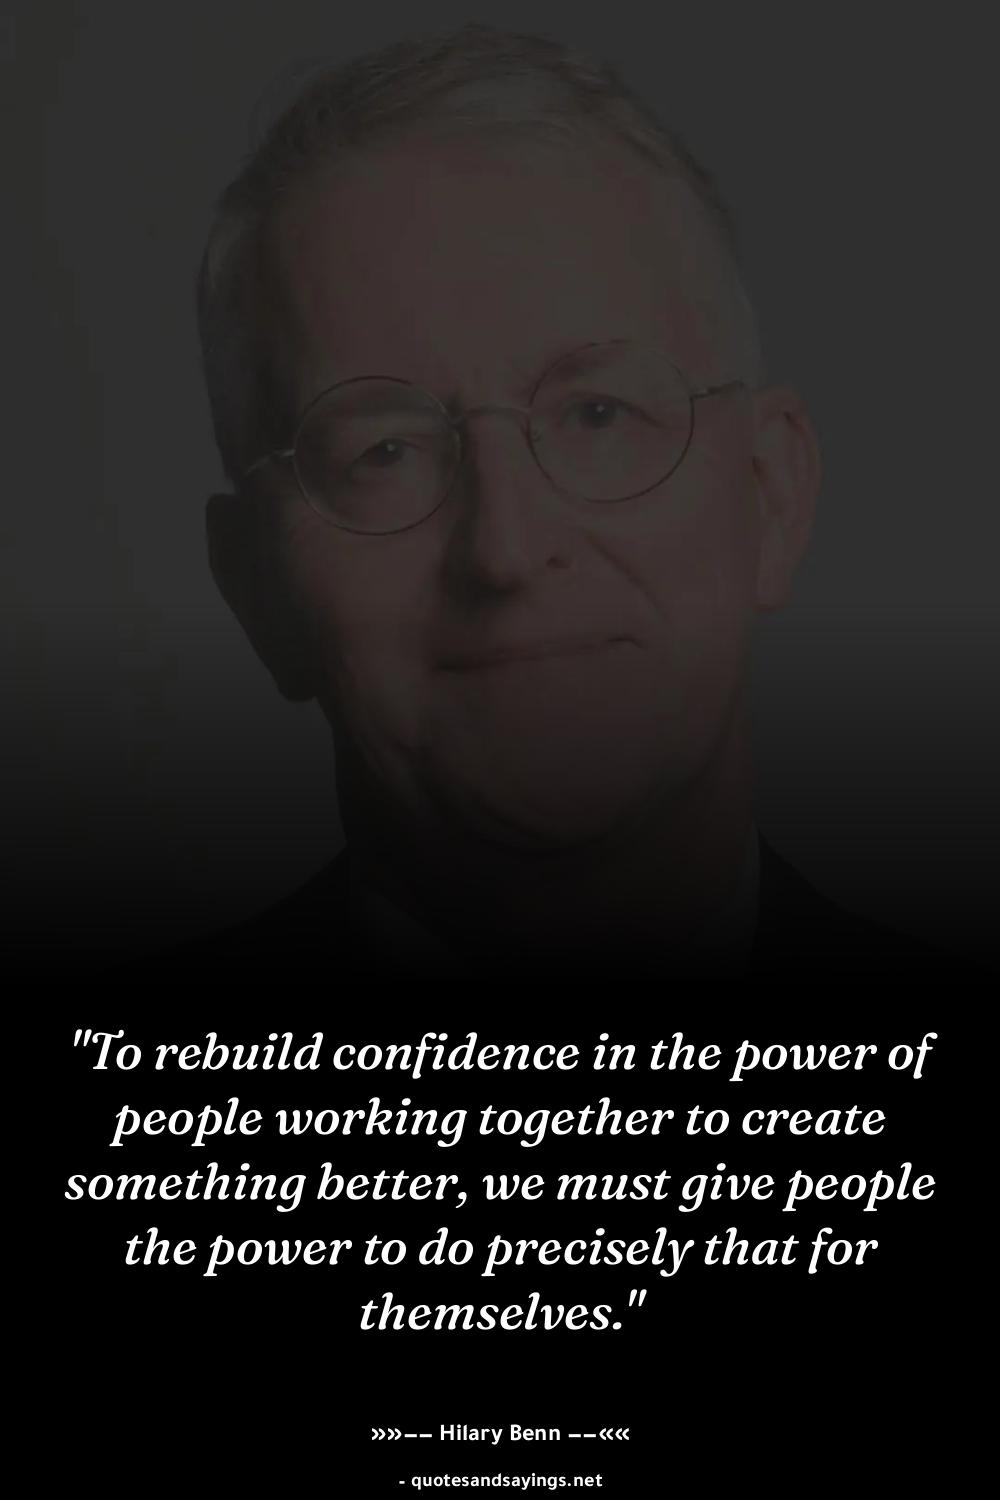 "To rebuild confidence in the power of
people working together to create
something better, we must give people
the power to do precisely that for
themselves."
»»–– Hilary Benn ––««
- quotesandsayings.net